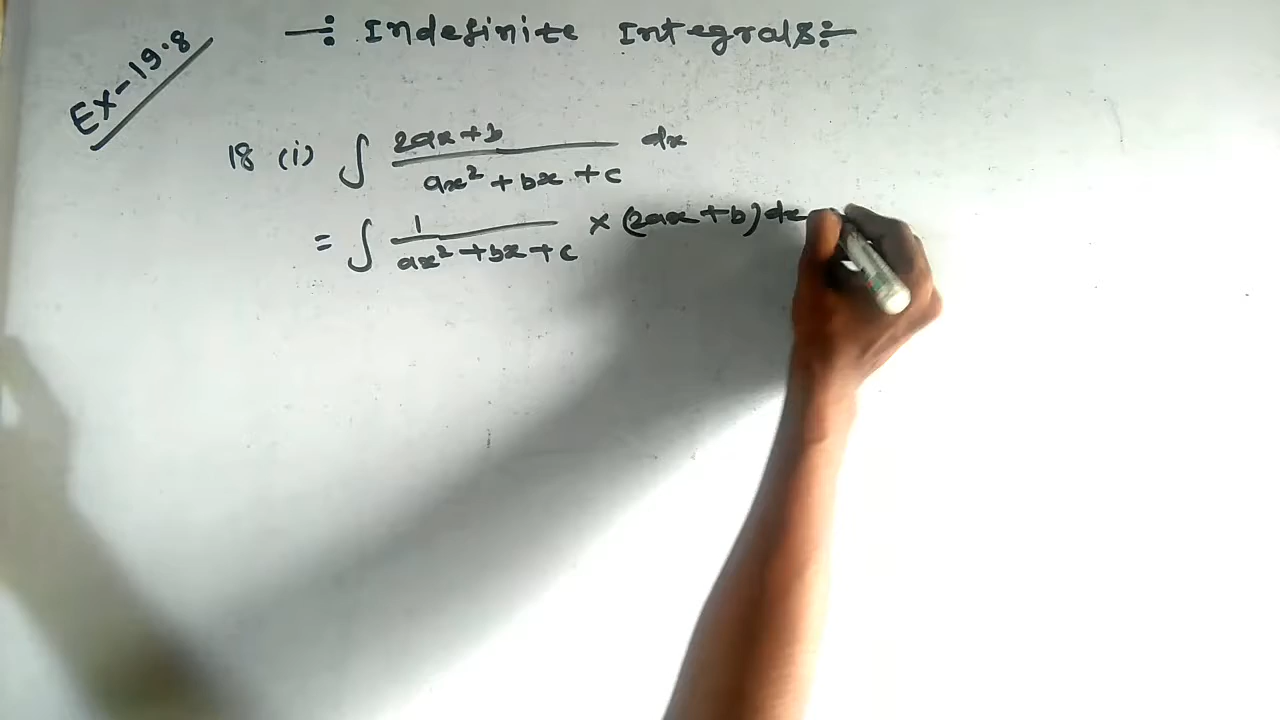 -: Indefinite Integrals:-
Ex-19.8
18 (i) ∫ (2ax+b)/(ax²+bx+c) dx
= ∫ 1/(ax²+bx+c) × (2ax+b)dx